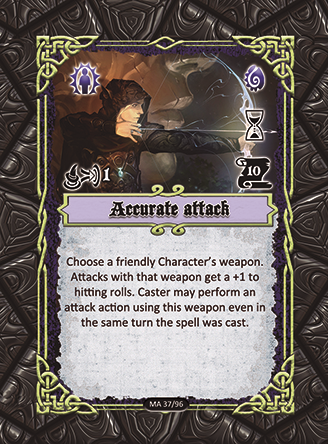 1
10
Accurate attack
Choose a friendly Character's weapon.
Attacks with that weapon get a +1 to
hitting rolls. Caster may perform an
attack action using this weapon even in
the same turn the spell was cast.
MA 37/96